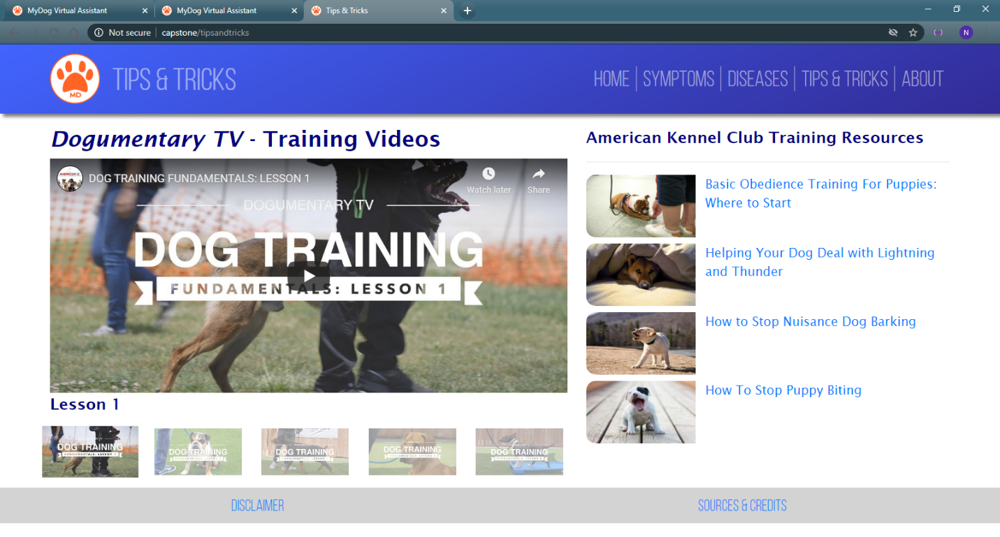 MyDog Virtual Assistant
MyDog Virtual Assistant
Tips & Tricks
Not secure | capstone/tipsandtricks
N
MD
TIPS & TRICKS
HOME | SYMPTOMS | DISEASES | TIPS & TRICKS | ABOUT
Dogumentary TV - Training Videos
DOG TRAINING FUNDAMENTALS: LESSON 1
Watch later
Share
DOGUMENTARY TV
DOG TRAINING
FUNDAMENTALS: LESSON 1
Lesson 1
DOG TRAINING
FUNDAMENTALS: LESSON 1
DOG TRAINING
DOG TRAINING
DOG TRAINING
DOG TRAINING
American Kennel Club Training Resources
Basic Obedience Training For Puppies:
Where to Start
Helping Your Dog Deal with Lightning
and Thunder
How to Stop Nuisance Dog Barking
How To Stop Puppy Biting
DISCLAIMER
SOURCES & CREDITS